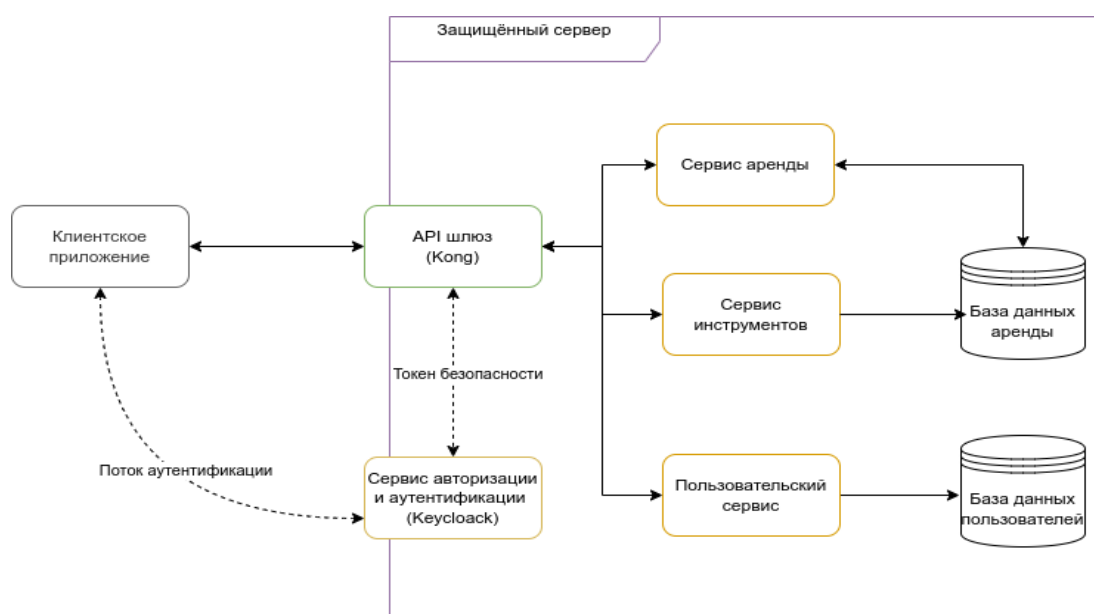 Защищённый сервер
Сервис аренды
Клиентское
приложение
API шлюз
(Kong)
Сервис
инструментов
База данных
аренды
Токен безопасности
Поток аутентификации
Сервис авторизации
и аутентификации
(Keycloack)
Пользовательский
сервис
База данных
пользователей